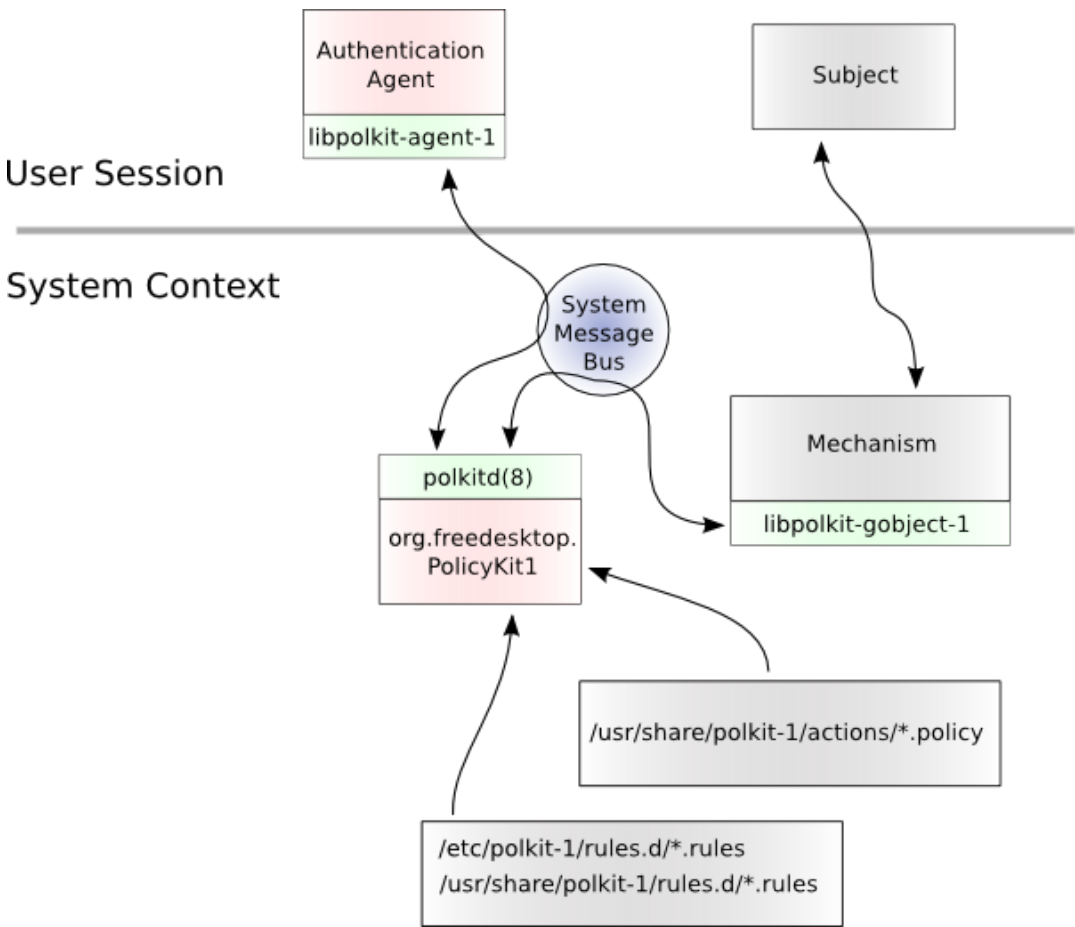 Authentication
Agent
libpolkit-agent-1
Subject
User Session
System Context
System
Message
Bus
Mechanism
libpolkit-gobject-1
polkitd(8)
org.freedesktop.
PolicyKit1
/usr/share/polkit-1/actions/*.policy
/etc/polkit-1/rules.d/*.rules
/usr/share/polkit-1/rules.d/*.rules